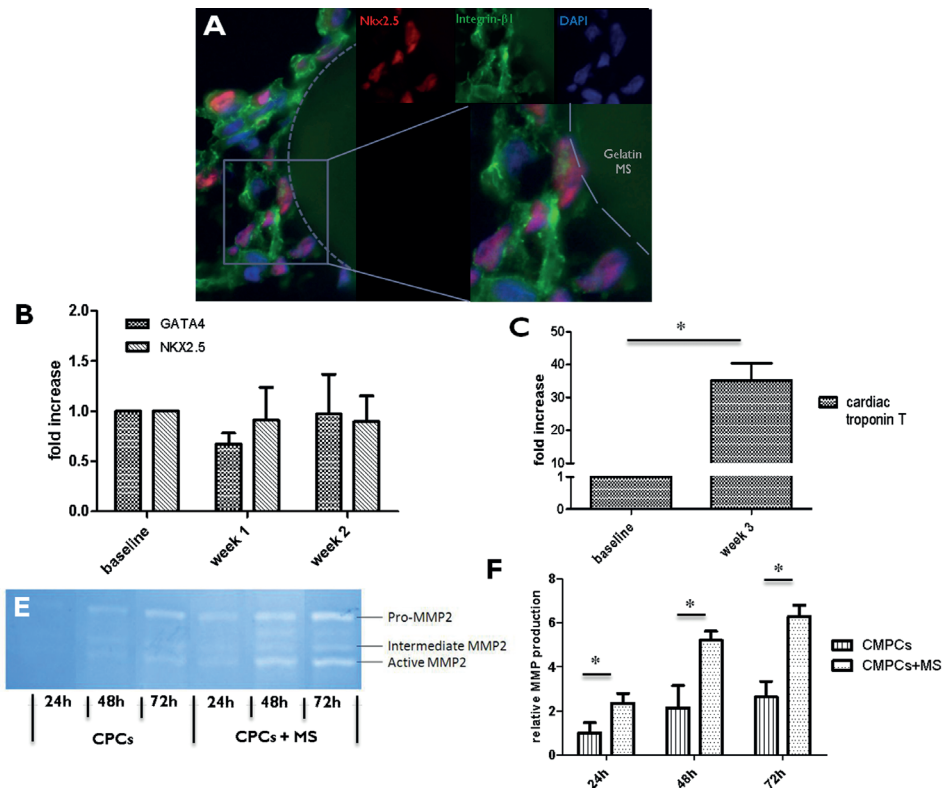 A
Nkx2.5
Integrin-β1
DAPI
Gelatin
MS
B
fold increase
2.0
1.5
1.0
0.5
0.0
GATA4
NKX2.5
baseline
week 1
week 2
C
fold increase
50
40
30
20
10
1
0
*
baseline
week 3
cardiac
troponin T
E
Pro-MMP2
Intermediate MMP2
Active MMP2
24h 48h 72h 24h 48h 72h
CPCs
CPCs + MS
F
relative MMP production
8
6
4
2
0
*
*
*
24h
48h
72h
CMPCs
CMPCs+MS